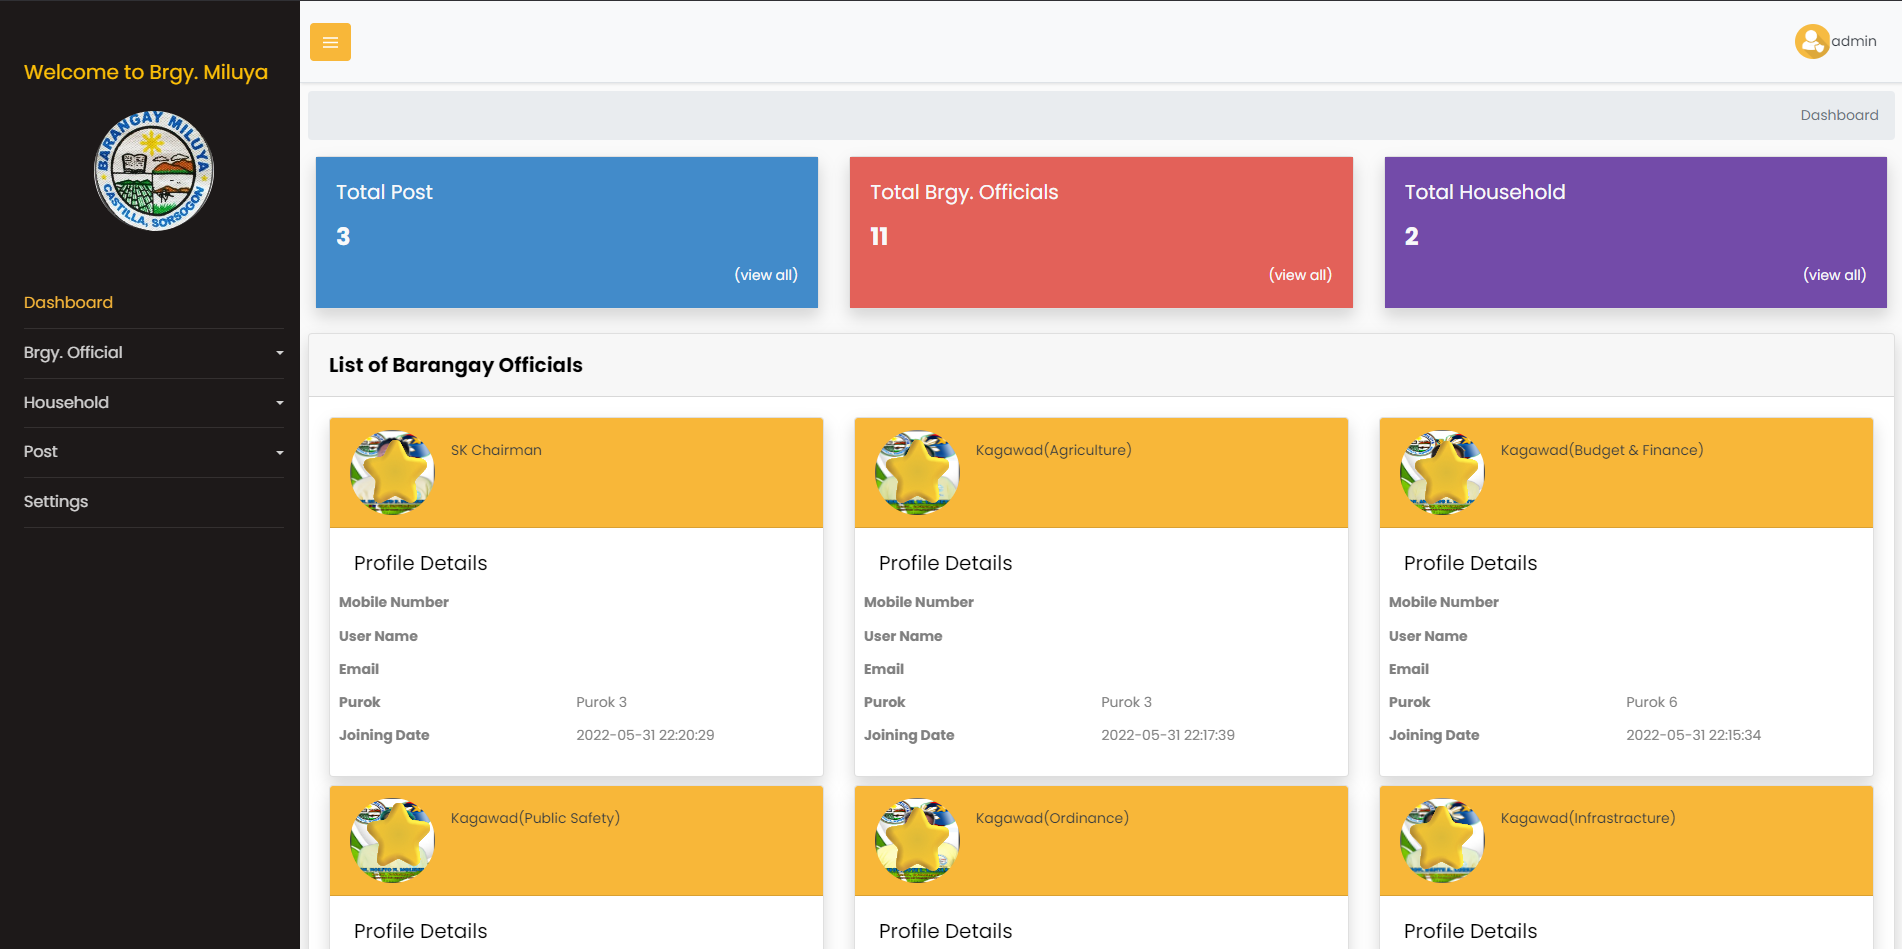 Welcome to Brgy. Miluya
BARANGAY MILUYA
CASTILLA, SORSOGON
Dashboard
Brgy. Official
Household
Post
Settings
admin
Dashboard
Total Post
3
(view all)
Total Brgy. Officials
11
(view all)
Total Household
2
(view all)
List of Barangay Officials
SK Chairman
Profile Details
Mobile Number
User Name
Email
Purok Purok 3
Joining Date 2022-05-31 22:20:29
Kagawad(Agriculture)
Profile Details
Mobile Number
User Name
Email
Purok Purok 3
Joining Date 2022-05-31 22:17:39
Kagawad(Budget & Finance)
Profile Details
Mobile Number
User Name
Email
Purok Purok 6
Joining Date 2022-05-31 22:15:34
Kagawad(Public Safety)
Profile Details
Kagawad(Ordinance)
Profile Details
Kagawad(Infrastracture)
Profile Details